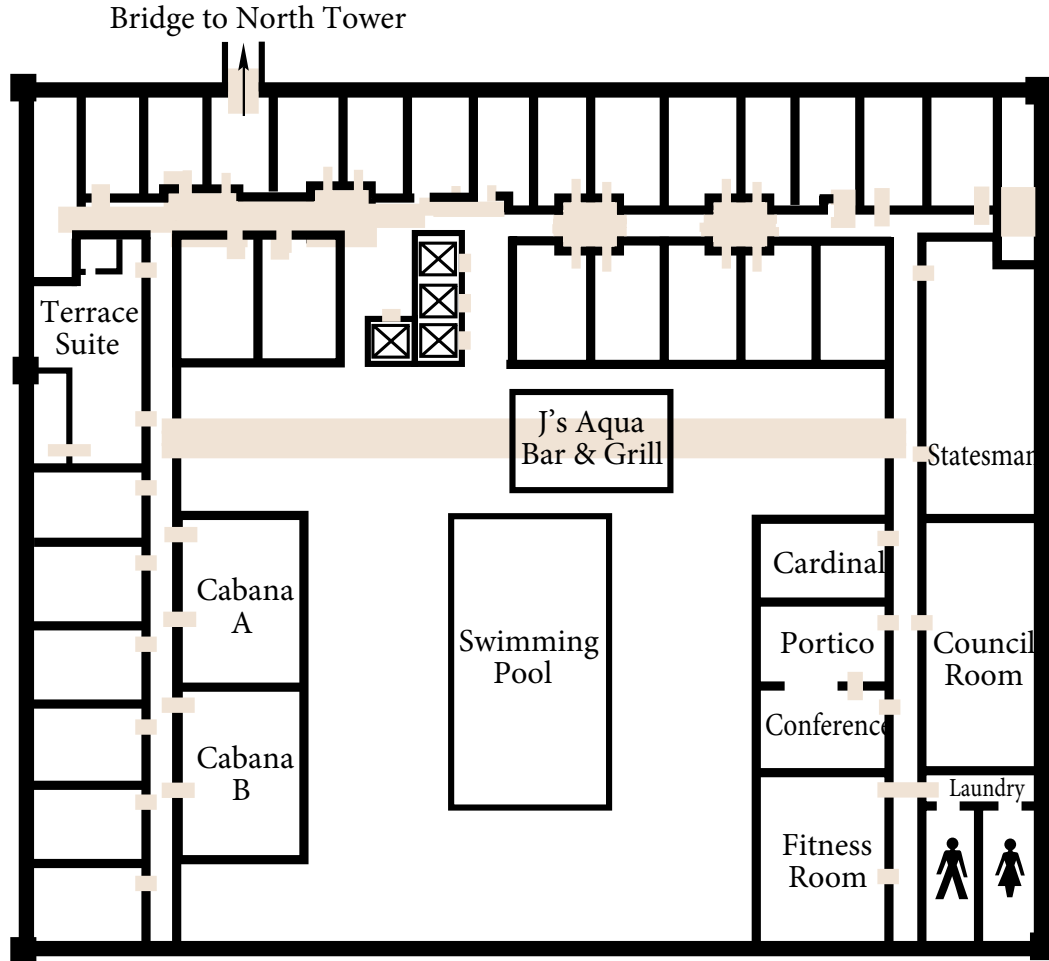 Bridge to North Tower
Terrace
Suite
J's Aqua
Bar & Grill
Statesman
Cardinal
Cabana
A
Swimming
Pool
Portico
Council
Room
Conference
Cabana
B
Laundry
Fitness
Room